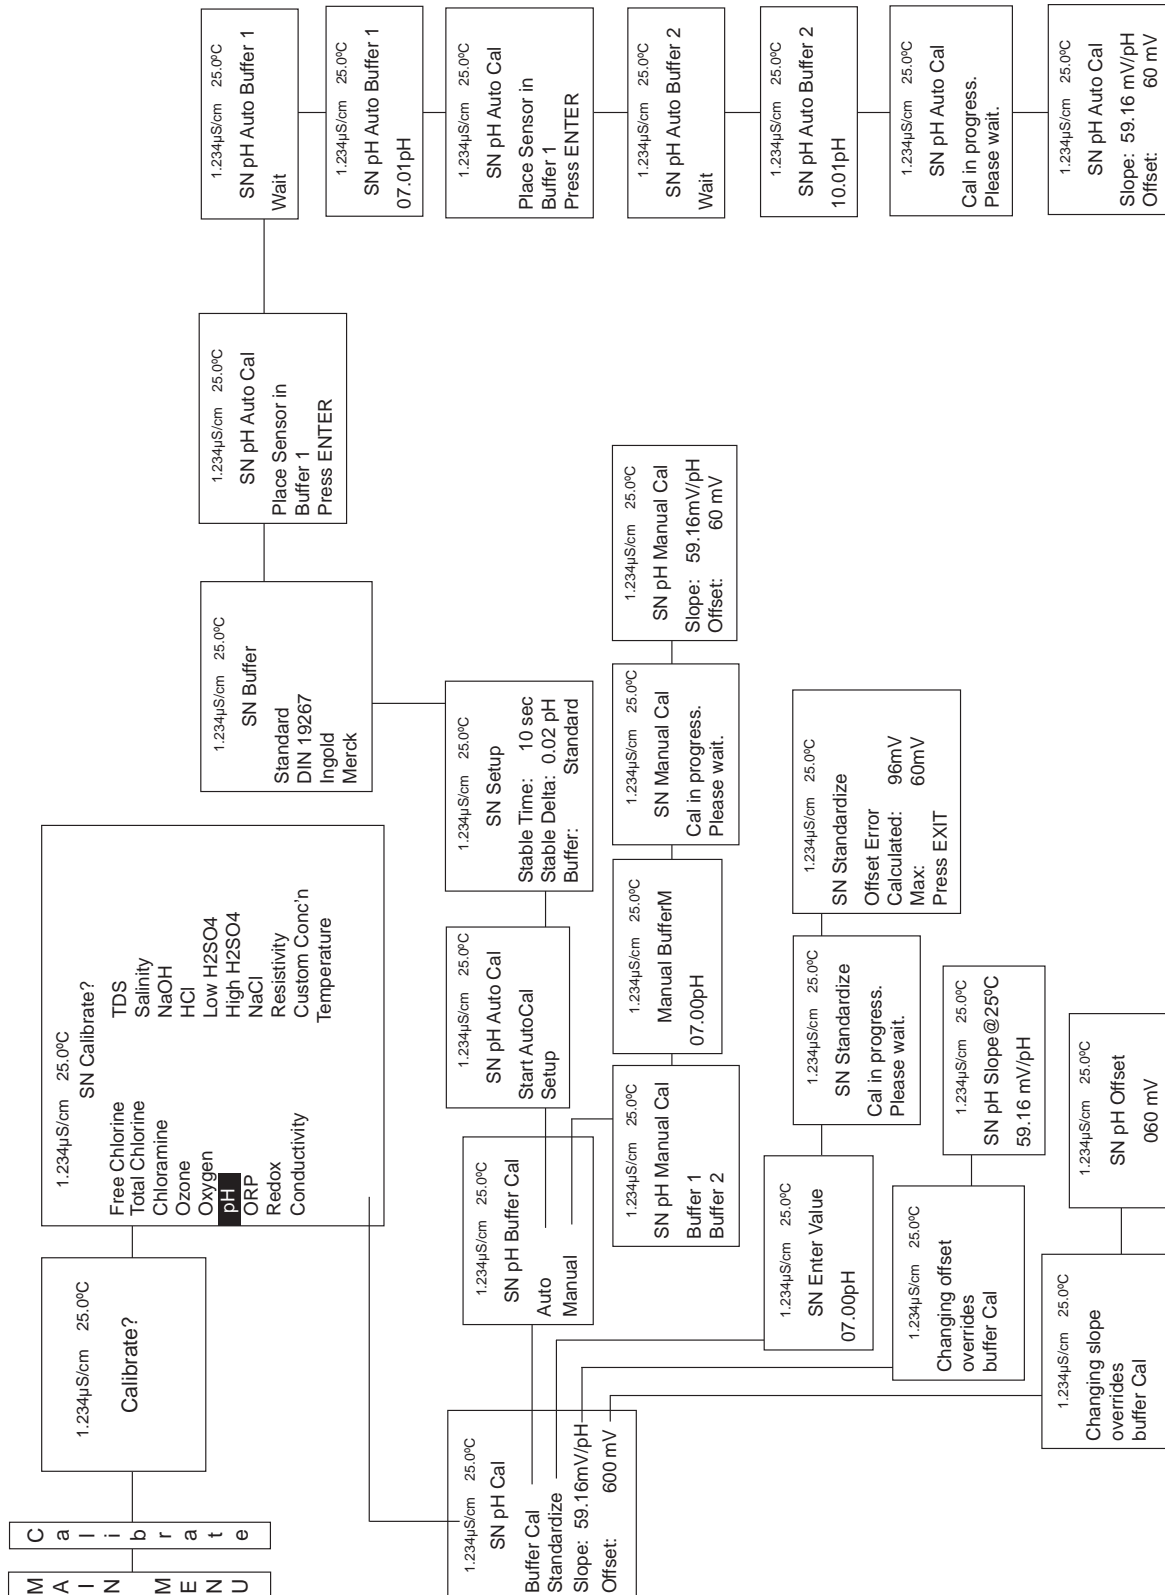 MAIN MENU
Calibrate
1.234µS/cm 25.0ºC
Calibrate?
1.234µS/cm 25.0ºC
SN Calibrate?
Free Chlorine TDS
Total Chlorine Salinity
Chloramine NaOH
Ozone HCl
Oxygen Low H2SO4
pH High H2SO4
ORP NaCl
Redox Resistivity
Conductivity Custom Conc'n
Temperature
1.234µS/cm 25.0ºC
SN pH Cal
Buffer Cal
Standardize
Slope: 59.16mV/pH
Offset: 600 mV
1.234µS/cm 25.0ºC
SN pH Buffer Cal
Auto
Manual
1.234µS/cm 25.0ºC
SN pH Auto Cal
Start AutoCal
Setup
1.234µS/cm 25.0ºC
SN Setup
Stable Time: 10 sec
Stable Delta: 0.02 pH
Buffer: Standard
1.234µS/cm 25.0ºC
SN Buffer
Standard
DIN 19267
Ingold
Merck
1.234µS/cm 25.0ºC
SN pH Auto Cal
Place Sensor in
Buffer 1
Press ENTER
1.234µS/cm 25.0ºC
SN pH Auto Buffer 1
Wait
1.234µS/cm 25.0ºC
SN pH Auto Buffer 1
07.01pH
1.234µS/cm 25.0ºC
SN pH Auto Cal
Place Sensor in
Buffer 1
Press ENTER
1.234µS/cm 25.0ºC
SN pH Auto Buffer 2
Wait
1.234µS/cm 25.0ºC
SN pH Auto Buffer 2
10.01pH
1.234µS/cm 25.0ºC
SN pH Auto Cal
Cal in progress.
Please wait.
1.234µS/cm 25.0ºC
SN pH Auto Cal
Slope: 59.16 mV/pH
Offset: 60 mV
1.234µS/cm 25.0ºC
SN pH Manual Cal
Buffer 1
Buffer 2
1.234µS/cm 25.0ºC
Manual BufferM
07.00pH
1.234µS/cm 25.0ºC
SN Manual Cal
Cal in progress.
Please wait.
1.234µS/cm 25.0ºC
SN pH Manual Cal
Slope: 59.16mV/pH
Offset: 60 mV
1.234µS/cm 25.0ºC
SN Enter Value
07.00pH
1.234µS/cm 25.0ºC
SN Standardize
Cal in progress.
Please wait.
1.234µS/cm 25.0ºC
SN Standardize
Offset Error
Calculated: 96mV
Max: 60mV
Press EXIT
1.234µS/cm 25.0ºC
Changing offset
overrides
buffer Cal
1.234µS/cm 25.0ºC
SN pH Slope@25ºC
59.16 mV/pH
1.234µS/cm 25.0ºC
Changing slope
overrides
buffer Cal
1.234µS/cm 25.0ºC
SN pH Offset
060 mV